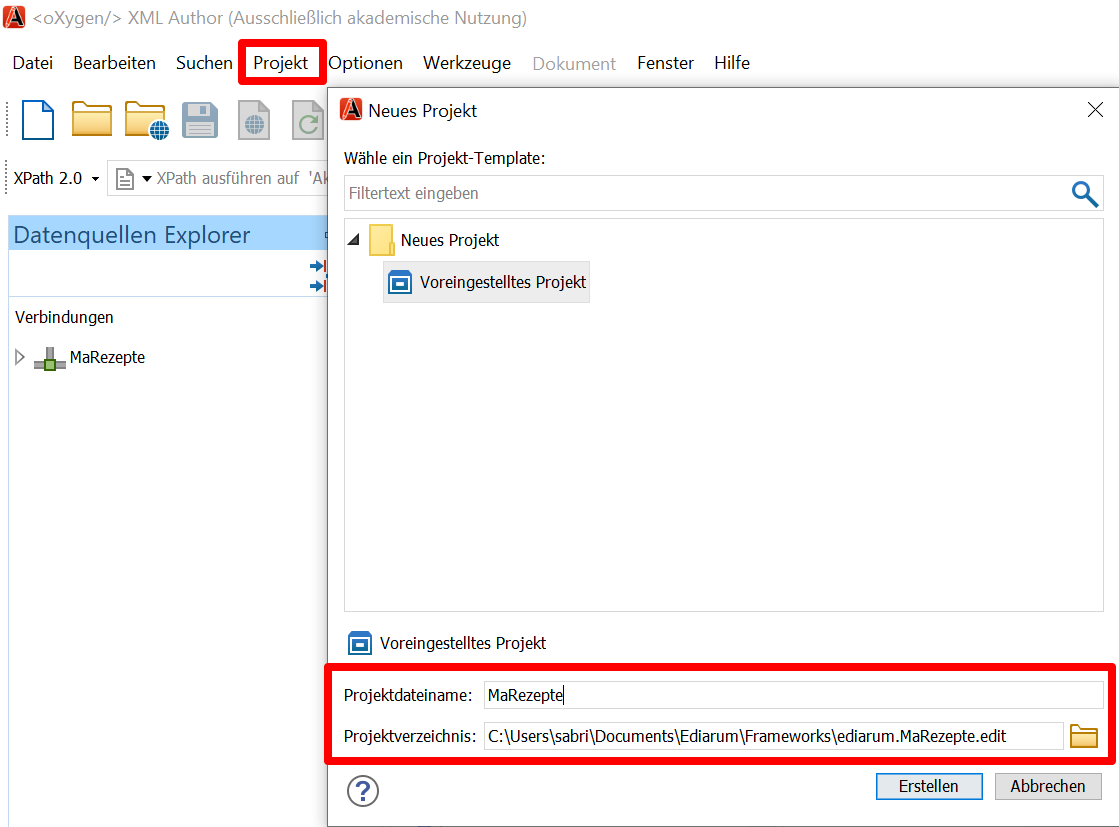 <oXygen/> XML Author (Ausschließlich akademische Nutzung)
Datei Bearbeiten Suchen Projekt Optionen Werkzeuge Dokument Fenster Hilfe
Neues Projekt
Wähle ein Projekt-Template:
XPath 2.0 XPath ausführen auf
Filtertext eingeben
Datenquellen Explorer
Neues Projekt
Voreingestelltes Projekt
Verbindungen
MaRezepte
Voreingestelltes Projekt
Projektdateiname: MaRezepte
Projektverzeichnis: C:\Users\sabri\Documents\Ediarum\Frameworks\ediarum.MaRezepte.edit
? Erstellen Abbrechen